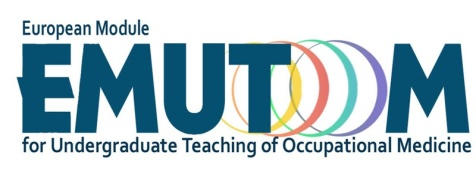 European Module
EMUTOM
for Undergraduate Teaching of Occupational Medicine